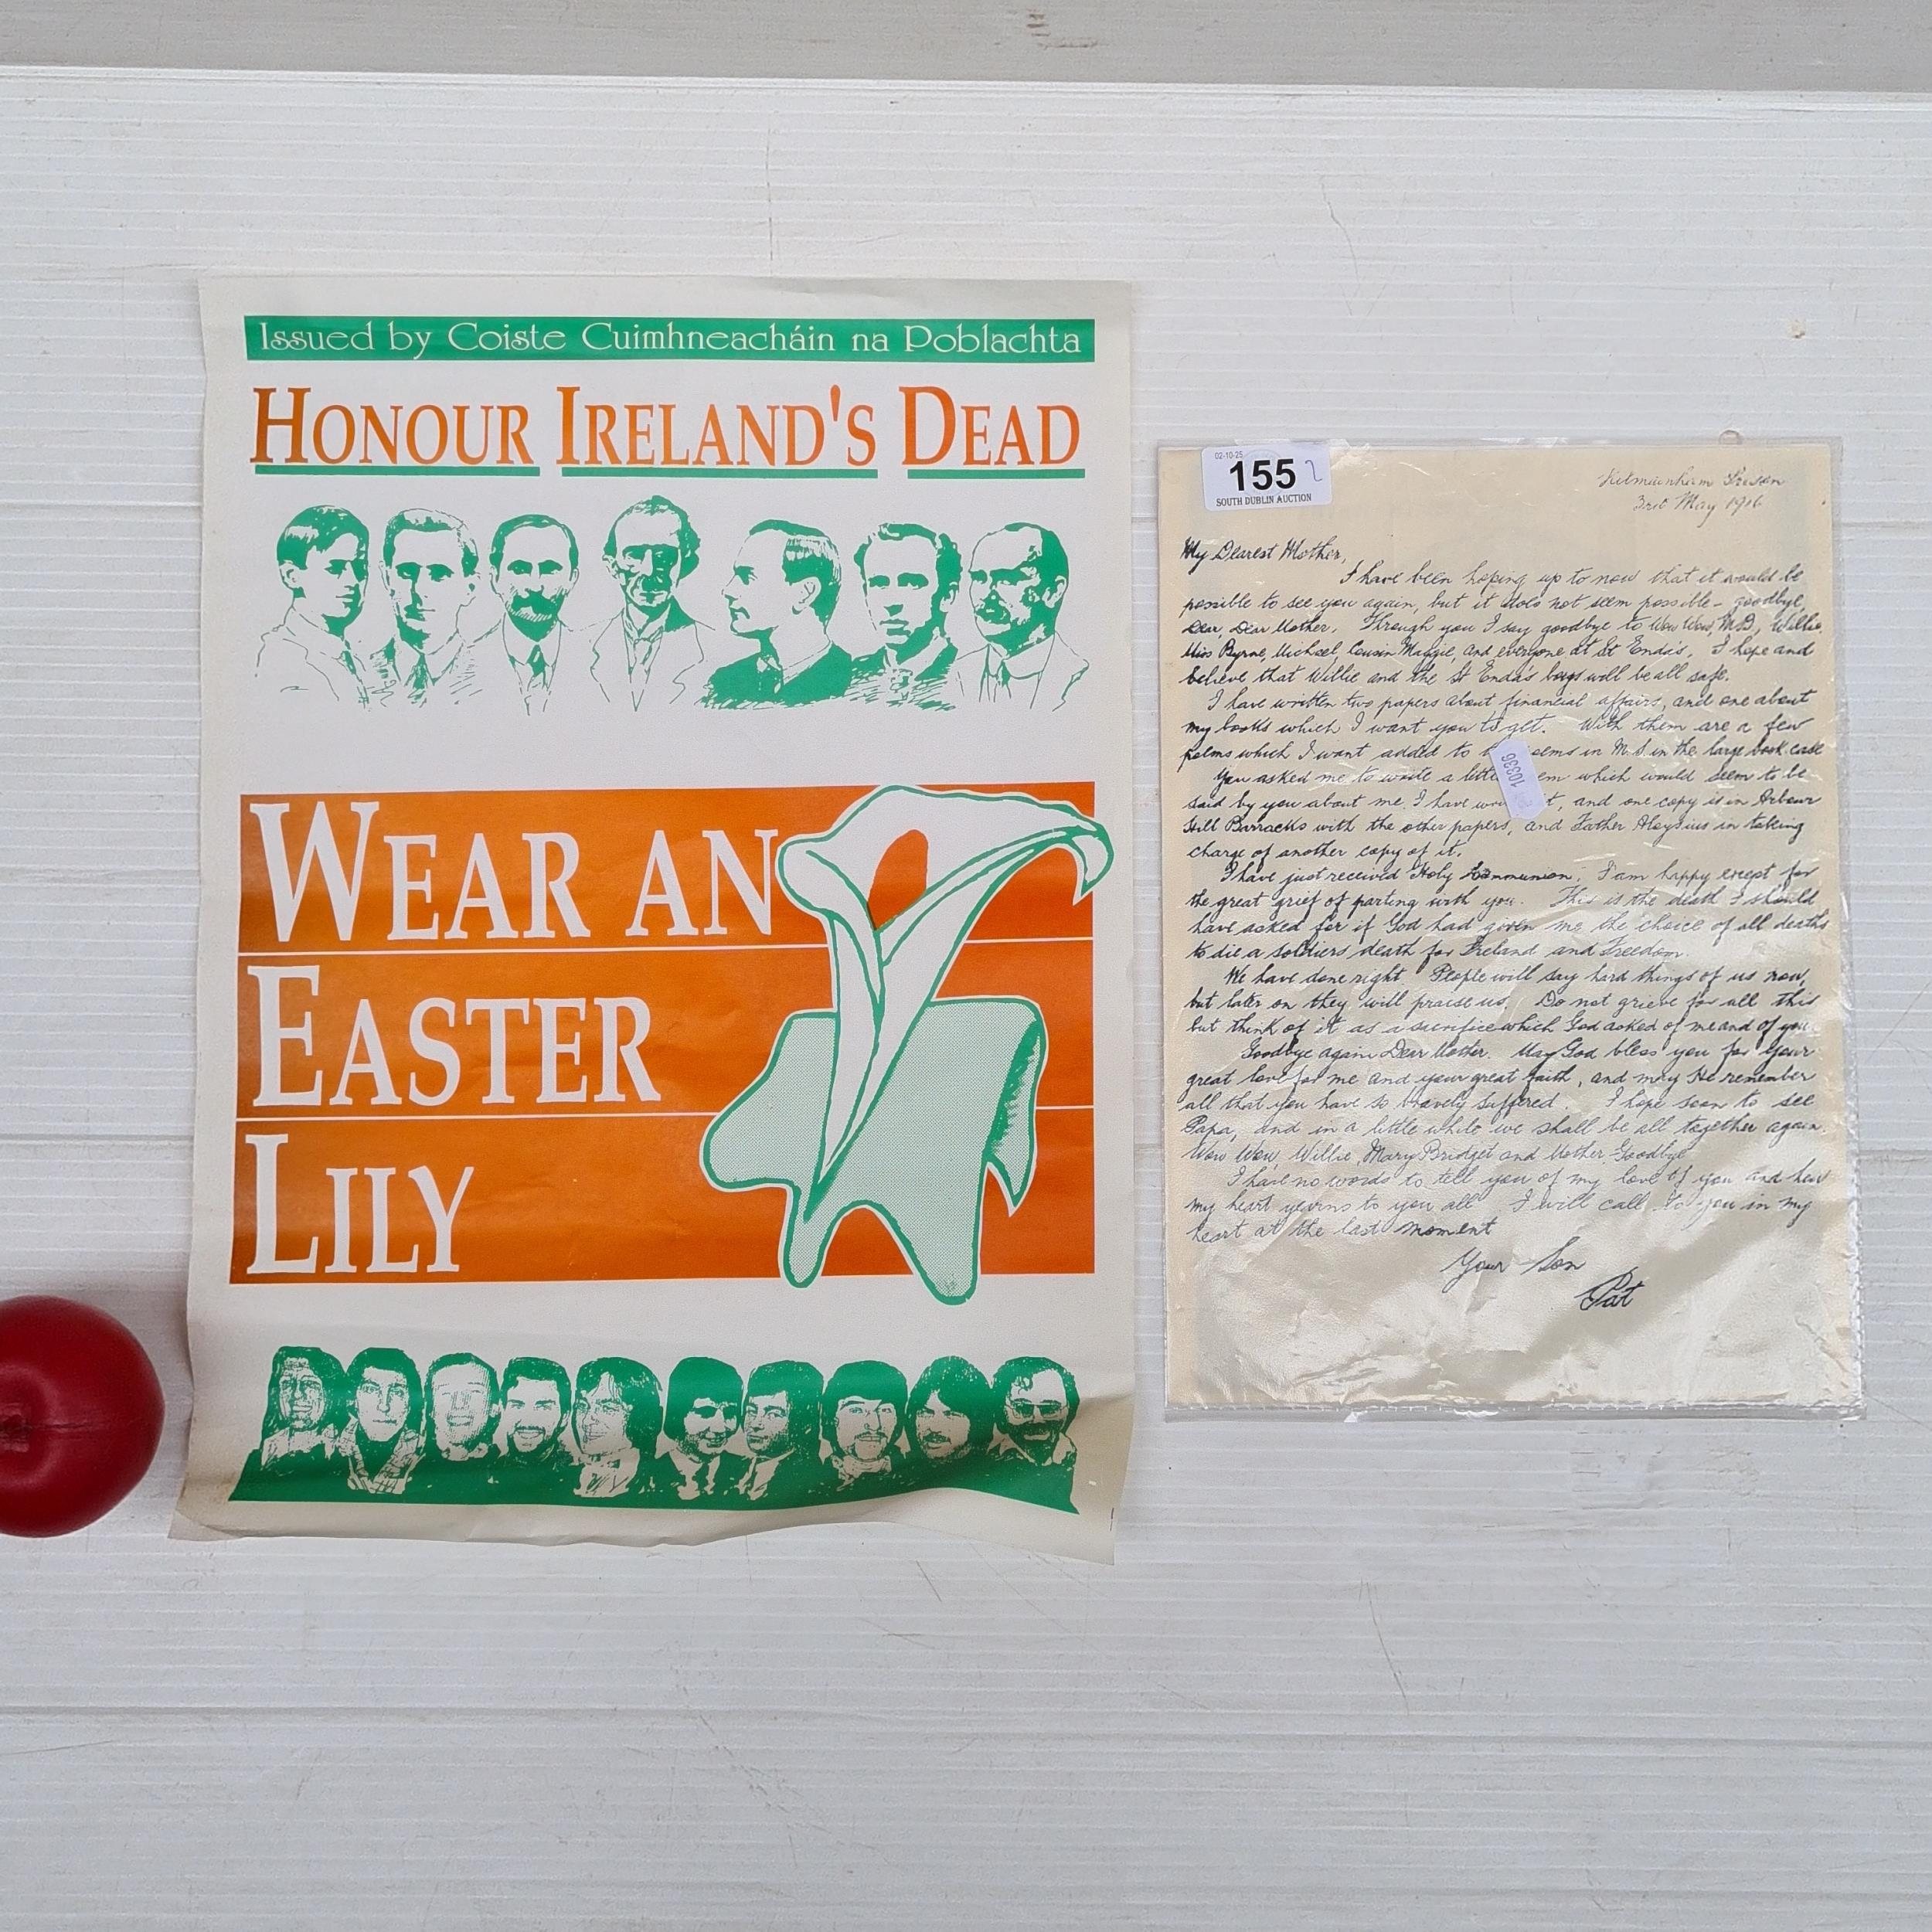 Issued by Coiste Cuimhneacháin na Poblachta
HONOUR IRELAND'S DEAD
WEAR AN
EASTER
LILY
02-10-25
155 2
SOUTH DUBLIN AUCTION
Kilmainham Prison
3rd May 1916
My Dearest Mother,
I have been hoping up to now that it would be
possible to see you again, but it does not seem possible - goodbye,
Dear, Dear Mother. Through you I say goodbye to Wow Wow, M.B, Willie,
Miss Byrne, Michael, Cousin Maggie, and everyone at St Enda's. I hope and
believe that Willie and the St Enda's boys will be all safe.
I have written two papers about financial affairs, and one about
my books which I want you to get. With them are a few
poems which I want added to ems in M.S in the large book case
You asked me to write a litt em which would seem to be
said by you about me. I have t, and one copy is in Arbour
Hill Barracks with the other papers, and Father Aloysius in taking
charge of another copy of it.
I have just received Holy Communion. I am happy except for
the great grief of parting with you. This is the death I should
have asked for if God had given me the choice of all deaths
to die a soldiers death for Ireland and Freedom.
We have done right People will say hard things of us now,
but later on they will praise us. Do not grieve for all this
but think of it as a sacrifice which God asked of me and of you.
Goodbye again Dear Mother. May God bless you for your
great love for me and your great faith, and may He remember
all that you have so bravely suffered. I hope soon to see
Papa, and in a little while we shall be all together again.
Wow Wow, Willie, Mary Bridget and Mother, Goodbye
I have no words to tell you of my love of you and how
my heart yearns to you all I will call to you in my
heart at the last moment
Your Son
Pat
10336